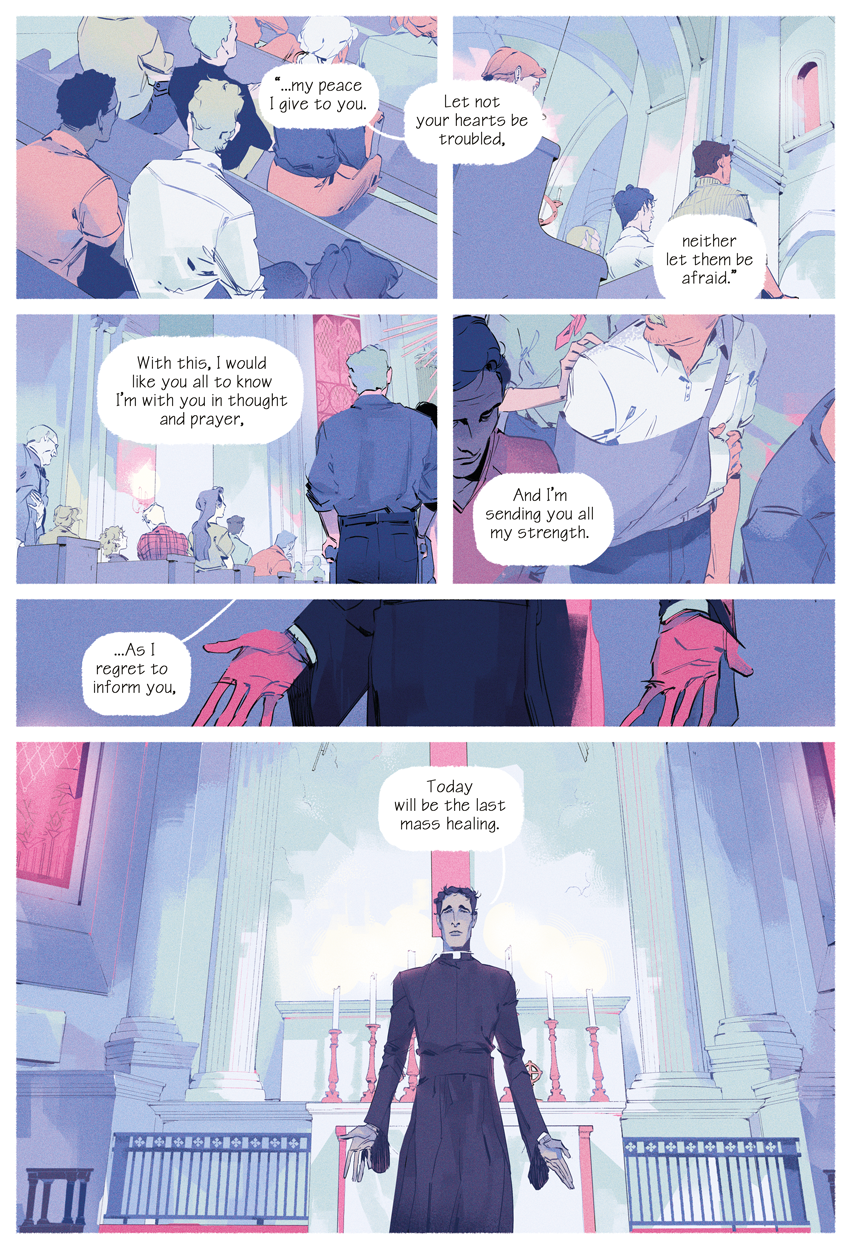 “...my peace
I give to you.
Let not
your hearts be
troubled,
neither
let them be
afraid.”
With this, I would
like you all to know
I’m with you in thought
and prayer,
And I’m
sending you all
my strength.
...As I
regret to
inform you,
Today
will be the last
mass healing.